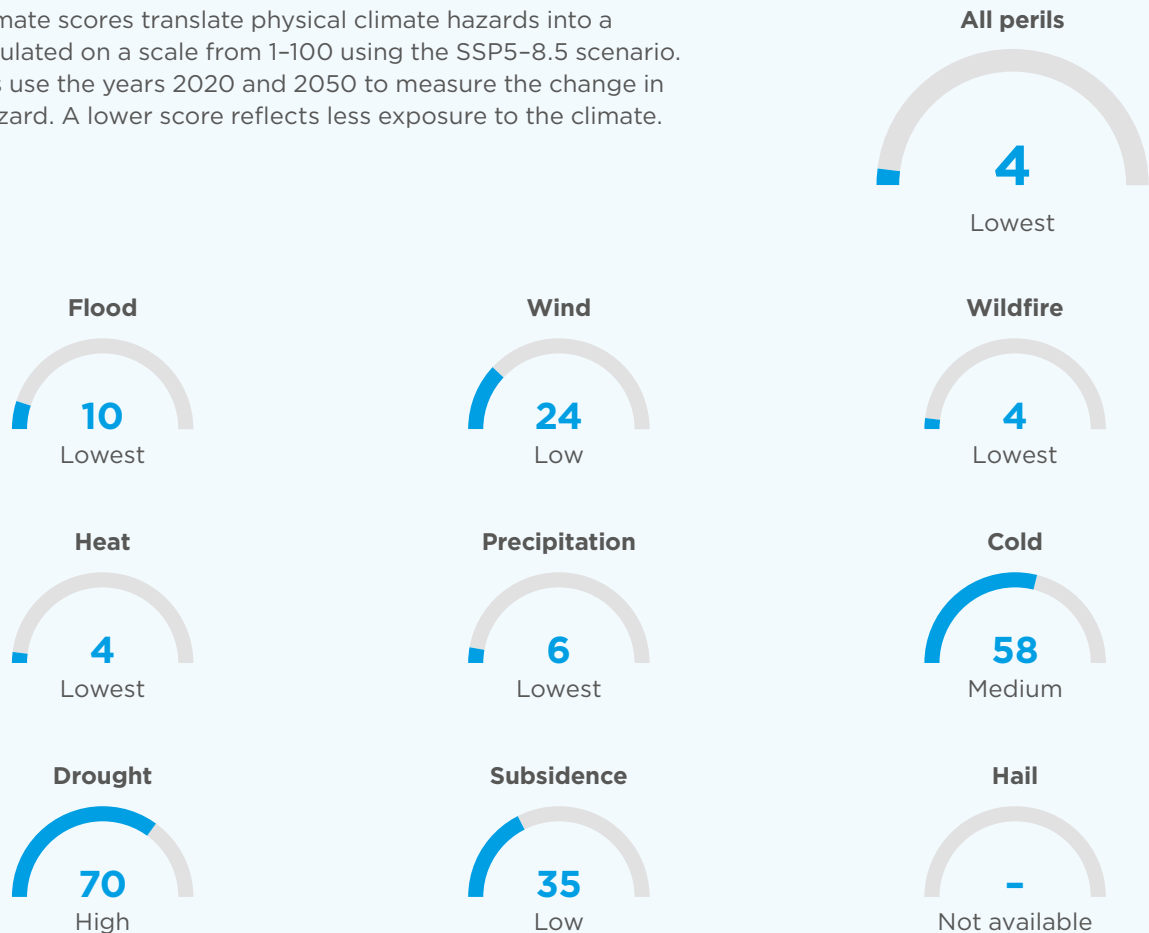 mate scores translate physical climate hazards into a
ulated on a scale from 1–100 using the SSP5–8.5 scenario.
s use the years 2020 and 2050 to measure the change in
zard. A lower score reflects less exposure to the climate.
All perils
4
Lowest
Flood
10
Lowest
Wind
24
Low
Wildfire
4
Lowest
Heat
4
Lowest
Precipitation
6
Lowest
Cold
58
Medium
Drought
70
High
Subsidence
35
Low
Hail
–
Not available